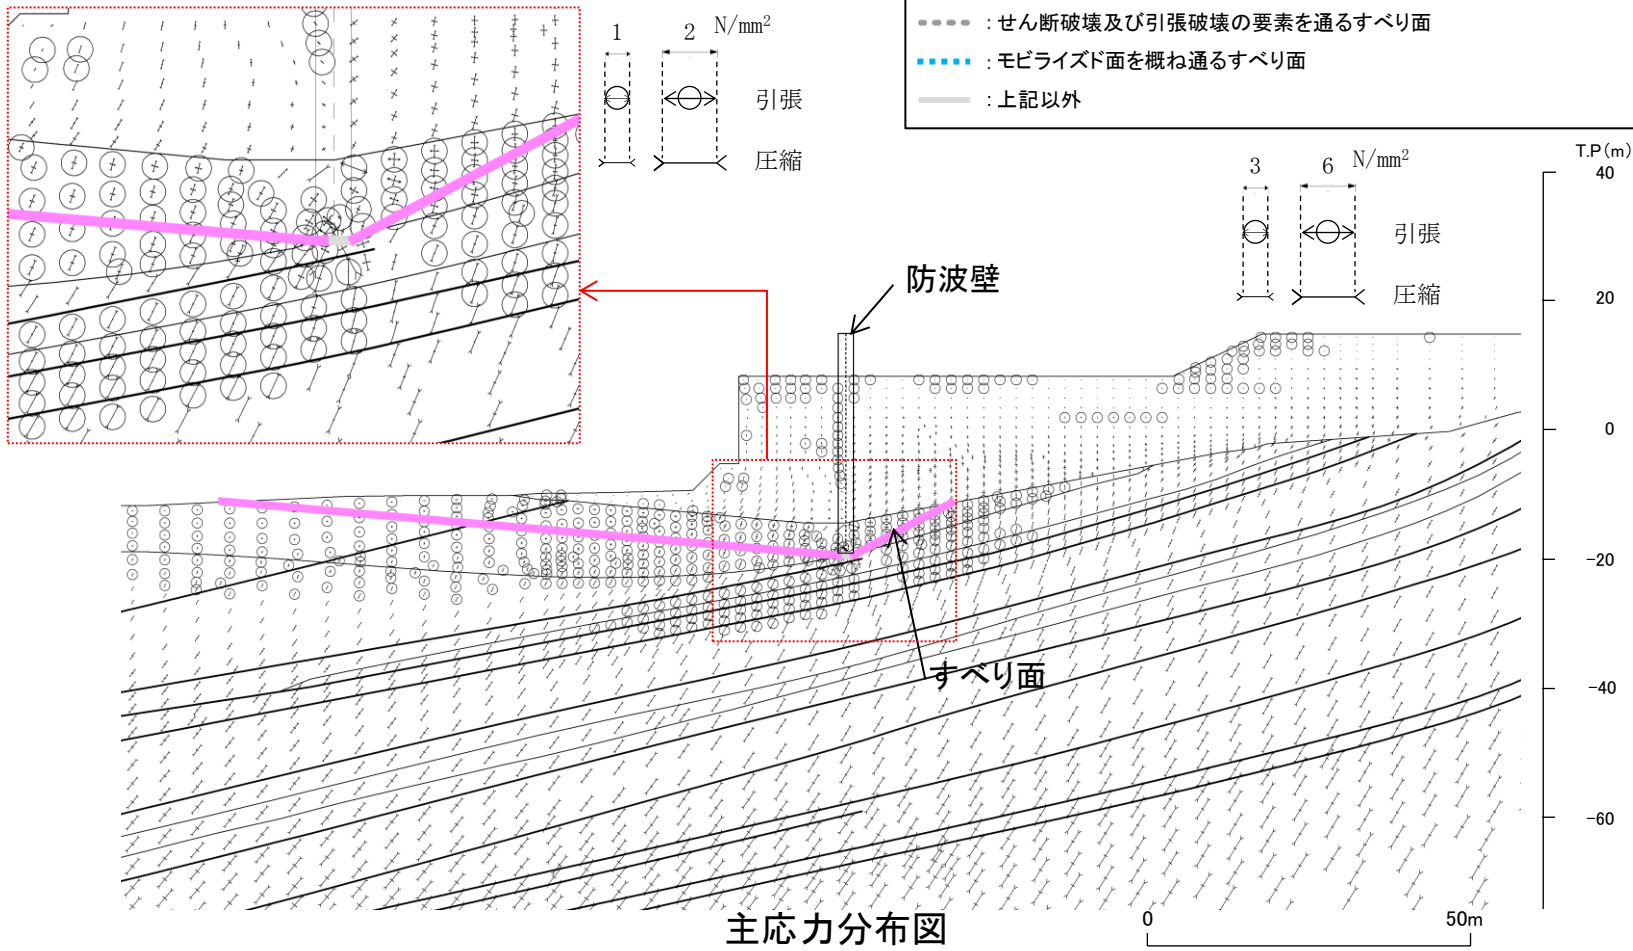 : せん断破壊及び引張破壊の要素を通るすべり面
: モビライズド面を概ね通るすべり面
: 上記以外
1 2 N/mm²
引張
圧縮
3 6 N/mm²
引張
圧縮
T.P(m)
40
20
0
-20
-40
-60
防波壁
すべり面
主応力分布図
0 50m